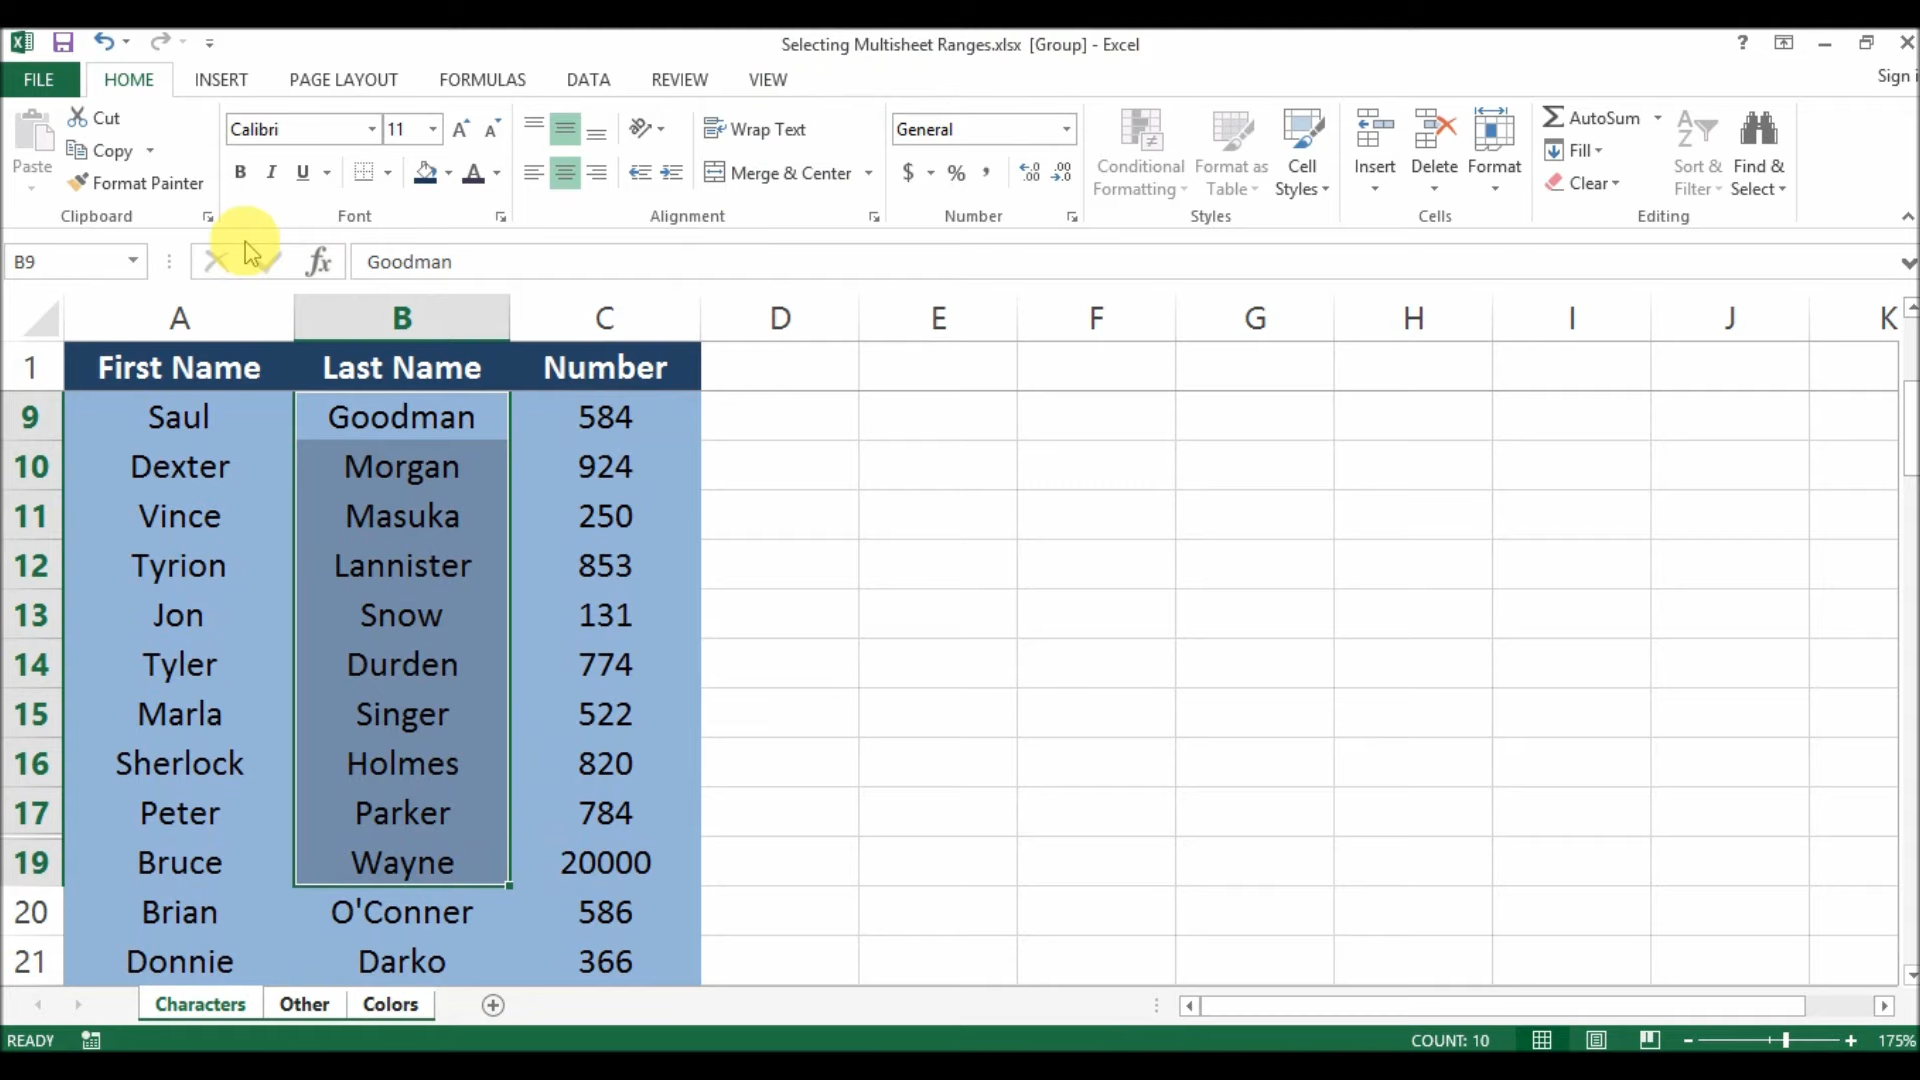 Selecting Multisheet Ranges.xlsx [Group] - Excel
?
Sign i
FILE HOME INSERT PAGE LAYOUT FORMULAS DATA REVIEW VIEW
Paste
Cut
Copy
Format Painter
Clipboard
Calibri 11
B I U A
Font
Wrap Text
Merge & Center
Alignment
General
$ % ,
Number
Conditional Formatting
Format as Table
Cell Styles
Styles
Insert Delete Format
Cells
AutoSum
Fill
Clear
Sort & Filter
Find & Select
Editing
B9 fx Goodman
A B C D E F G H I J K
1 First Name Last Name Number
9 Saul Goodman 584
10 Dexter Morgan 924
11 Vince Masuka 250
12 Tyrion Lannister 853
13 Jon Snow 131
14 Tyler Durden 774
15 Marla Singer 522
16 Sherlock Holmes 820
17 Peter Parker 784
19 Bruce Wayne 20000
20 Brian O'Conner 586
21 Donnie Darko 366
Characters Other Colors
READY COUNT: 10 175%